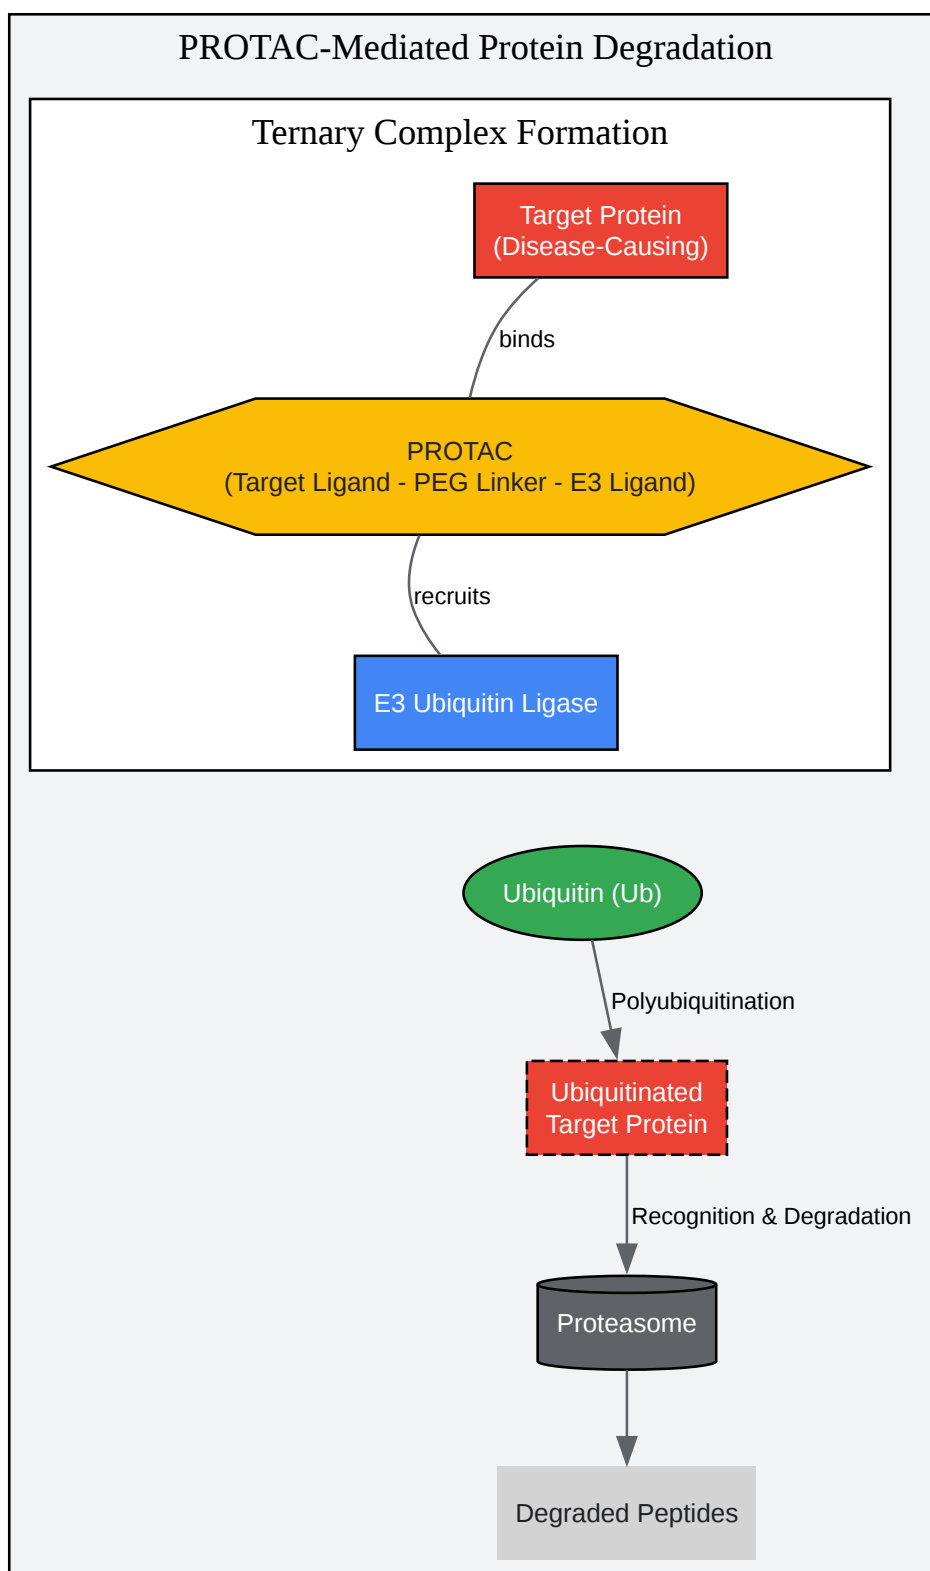 PROTAC-Mediated Protein Degradation
Ternary Complex Formation
Target Protein
(Disease-Causing)
binds
PROTAC
(Target Ligand - PEG Linker - E3 Ligand)
recruits
E3 Ubiquitin Ligase
Ubiquitin (Ub)
Polyubiquitination
Ubiquitinated
Target Protein
Recognition & Degradation
Proteasome
Degraded Peptides